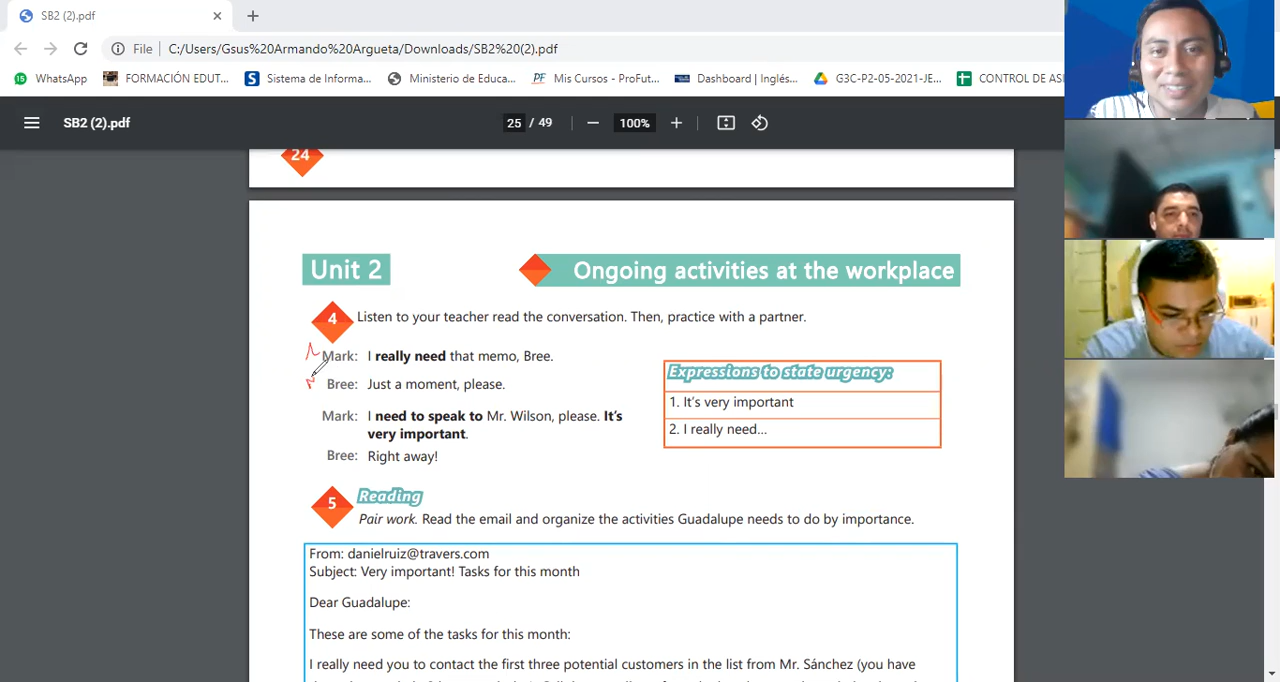 SB2 (2).pdf
File C:/Users/Gsus%20Armando%20Argueta/Downloads/SB2%20(2).pdf
WhatsApp FORMACIÓN EDUT... Sistema de Informa... Ministerio de Educa... Mis Cursos - ProFut... Dashboard | Inglés,... G3C-P2-05-2021-JE... CONTROL DE ASI
SB2 (2).pdf 25 / 49 100%
24
Unit 2 Ongoing activities at the workplace
4 Listen to your teacher read the conversation. Then, practice with a partner.
Mark: I really need that memo, Bree.
Bree: Just a moment, please.
Mark: I need to speak to Mr. Wilson, please. It's
very important.
Bree: Right away!
Expressions to state urgency:
1. It's very important
2. I really need...
5 Reading
Pair work. Read the email and organize the activities Guadalupe needs to do by importance.
From: danielruiz@travers.com
Subject: Very important! Tasks for this month
Dear Guadalupe:
These are some of the tasks for this month:
I really need you to contact the first three potential customers in the list from Mr. Sánchez (you have